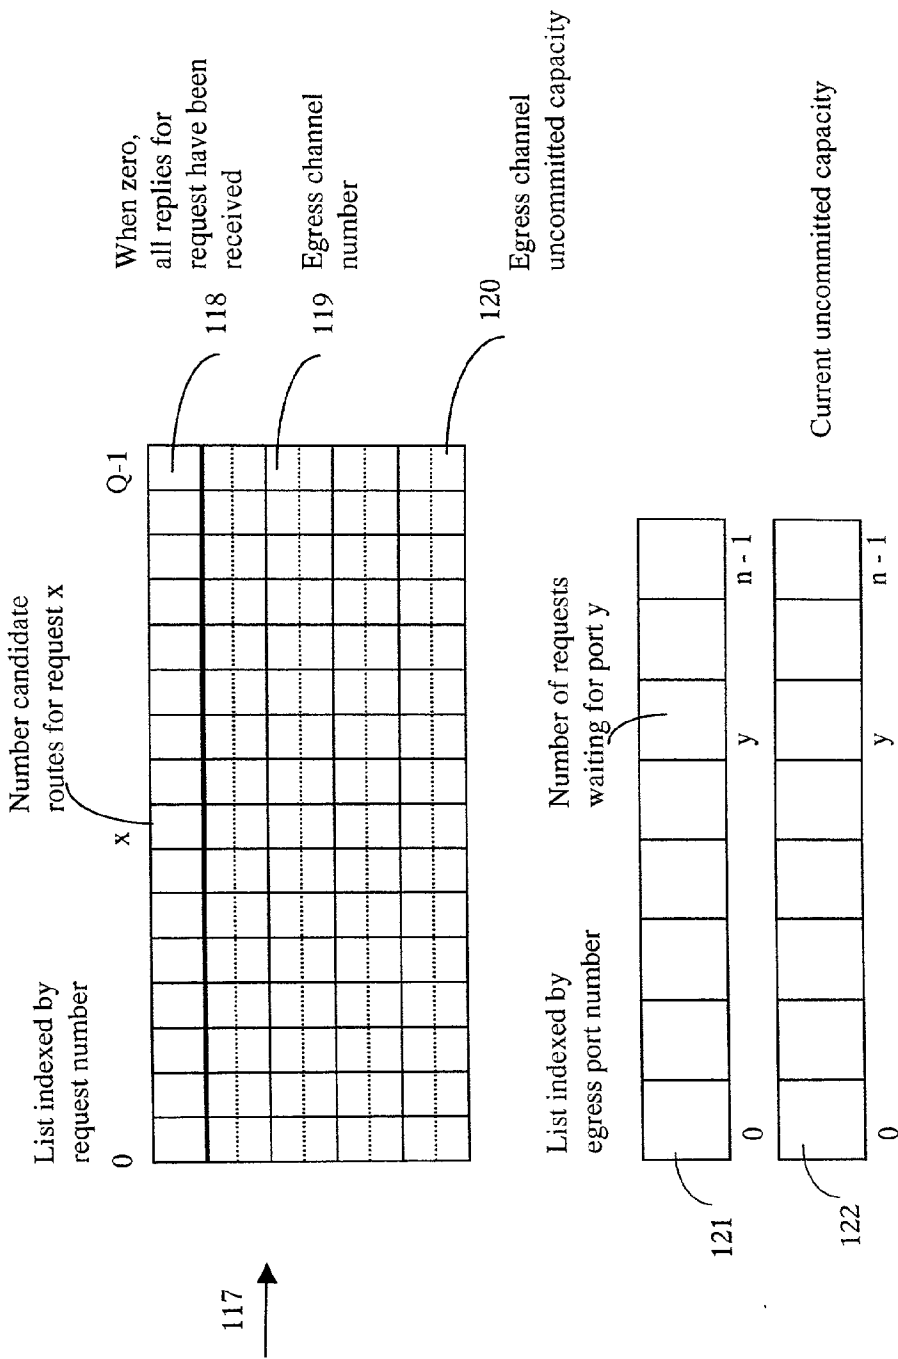 117
List indexed by
request number
Number candidate
routes for request x
0
x
Q-1
When zero,
all replies for
request have been
received
118
Egress channel
number
119
120
Egress channel
uncommitted capacity
List indexed by
egress port number
Number of requests
waiting for port y
121
0
y
n - 1
122
0
y
n - 1
Current uncommitted capacity